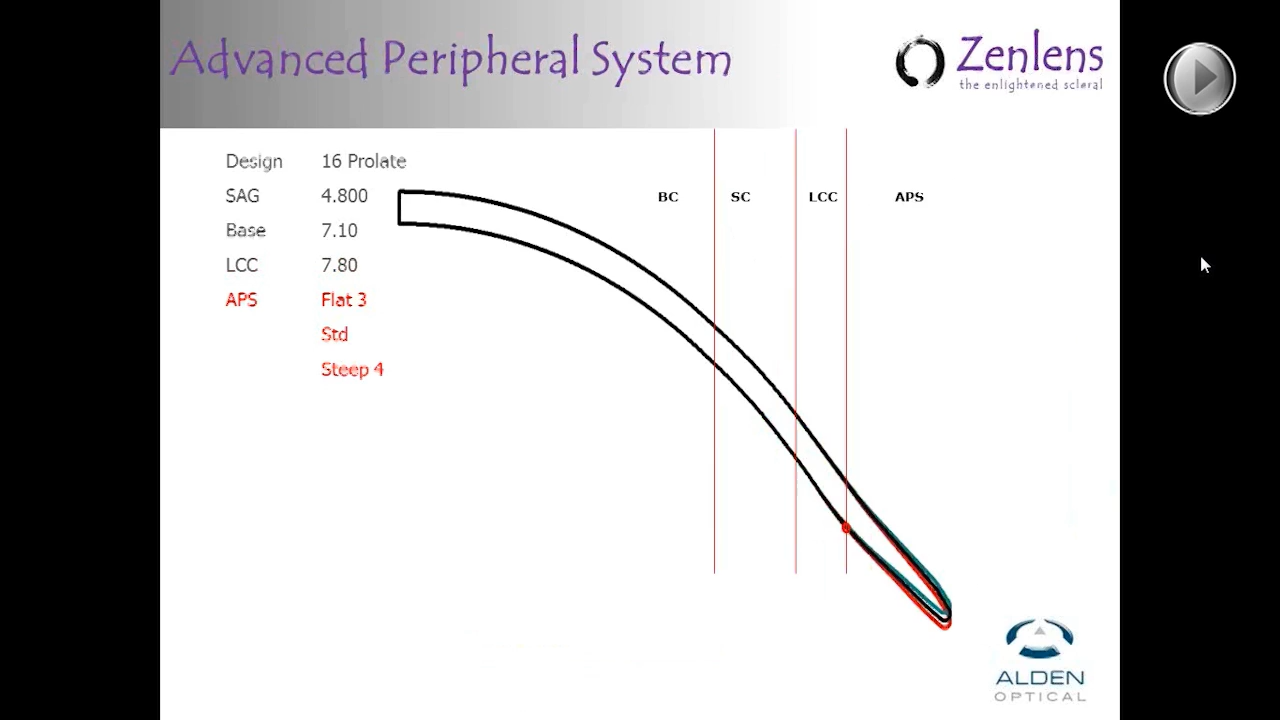 Advanced Peripheral System
Zenlens
the enlightened scleral
Design 16 Prolate
SAG 4.800
Base 7.10
LCC 7.80
APS Flat 3
Std
Steep 4
BC SC LCC APS
ALDEN
OPTICAL